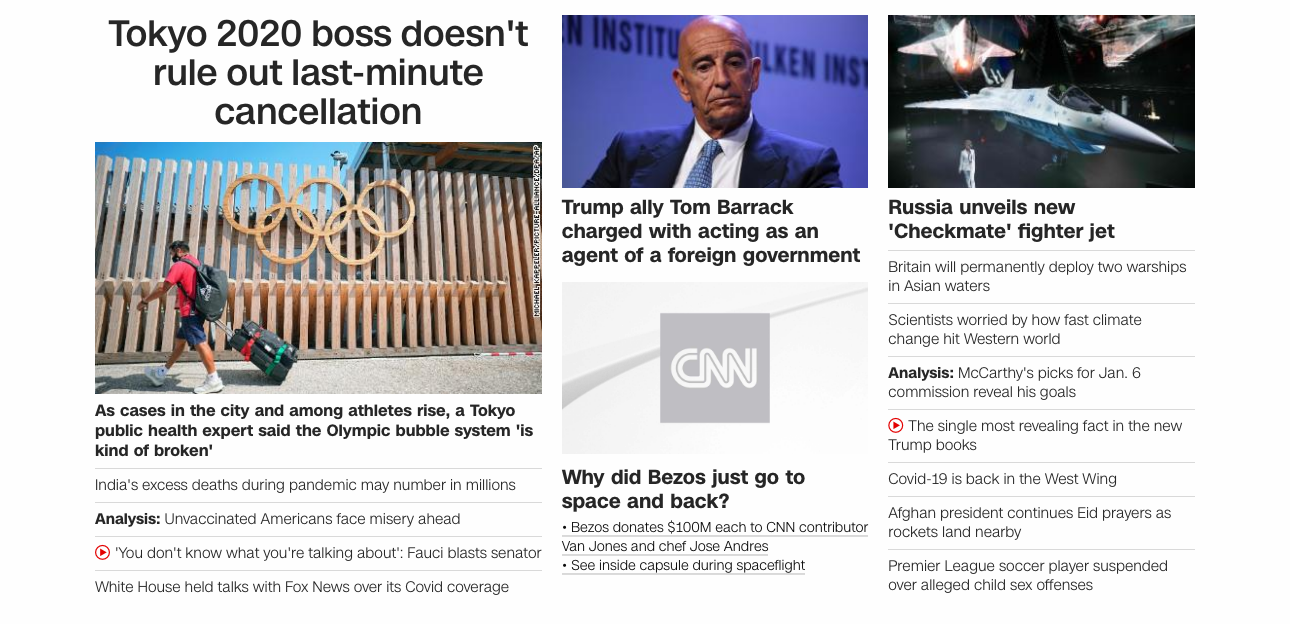 Tokyo 2020 boss doesn't
rule out last-minute
cancellation
MICHAEL KAPPELER/PICTURE-ALLIANCE/DPA/AP
As cases in the city and among athletes rise, a Tokyo
public health expert said the Olympic bubble system 'is
kind of broken'
India's excess deaths during pandemic may number in millions
Analysis: Unvaccinated Americans face misery ahead
'You don't know what you're talking about': Fauci blasts senator
White House held talks with Fox News over its Covid coverage
EN INSTITU
LKEN INST
Trump ally Tom Barrack
charged with acting as an
agent of a foreign government
CNN
Why did Bezos just go to
space and back?
• Bezos donates $100M each to CNN contributor
Van Jones and chef Jose Andres
• See inside capsule during spaceflight
Russia unveils new
'Checkmate' fighter jet
Britain will permanently deploy two warships
in Asian waters
Scientists worried by how fast climate
change hit Western world
Analysis: McCarthy's picks for Jan. 6
commission reveal his goals
The single most revealing fact in the new
Trump books
Covid-19 is back in the West Wing
Afghan president continues Eid prayers as
rockets land nearby
Premier League soccer player suspended
over alleged child sex offenses